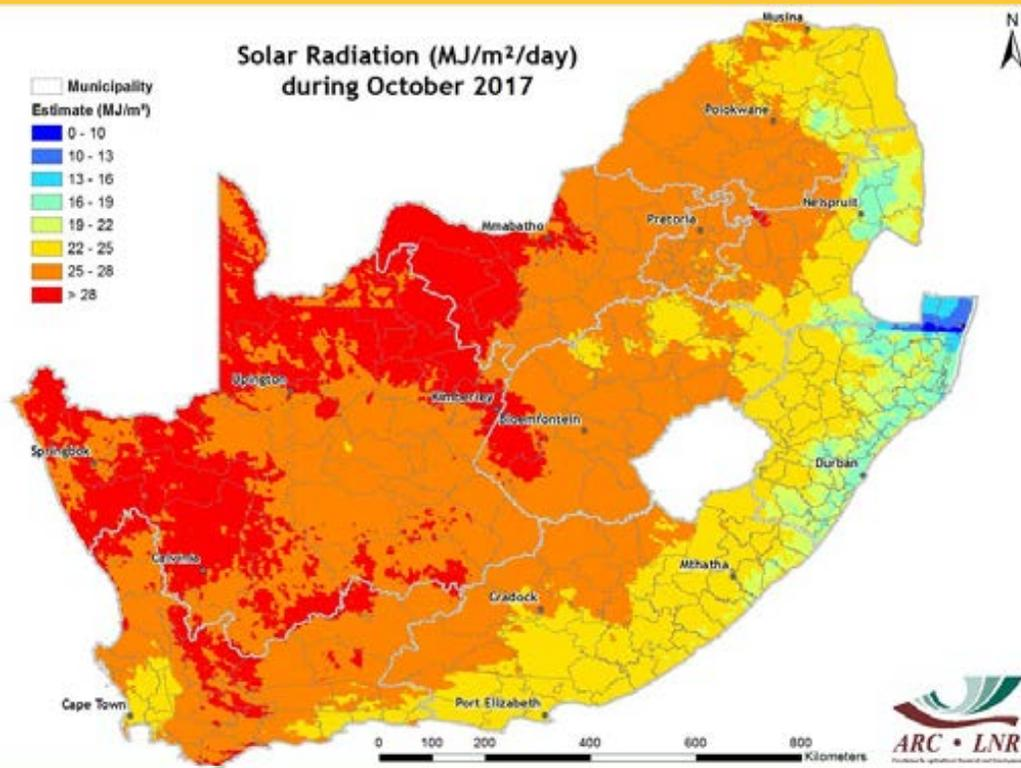 Solar Radiation (MJ/m²/day)
during October 2017
N
Municipality
Estimate (MJ/m²)
0 - 10
10 - 13
13 - 16
16 - 19
19 - 22
22 - 25
25 - 28
> 28
Musina
Polokwane
Nelspruit
Pretoria
Mmabatho
Upington
Kimberley
Bloemfontein
Springbok
Durban
Calvinia
Mthatha
Cradock
Cape Town
Port Elizabeth
0 100 200 400 600 800
Kilometers
ARC • LNR